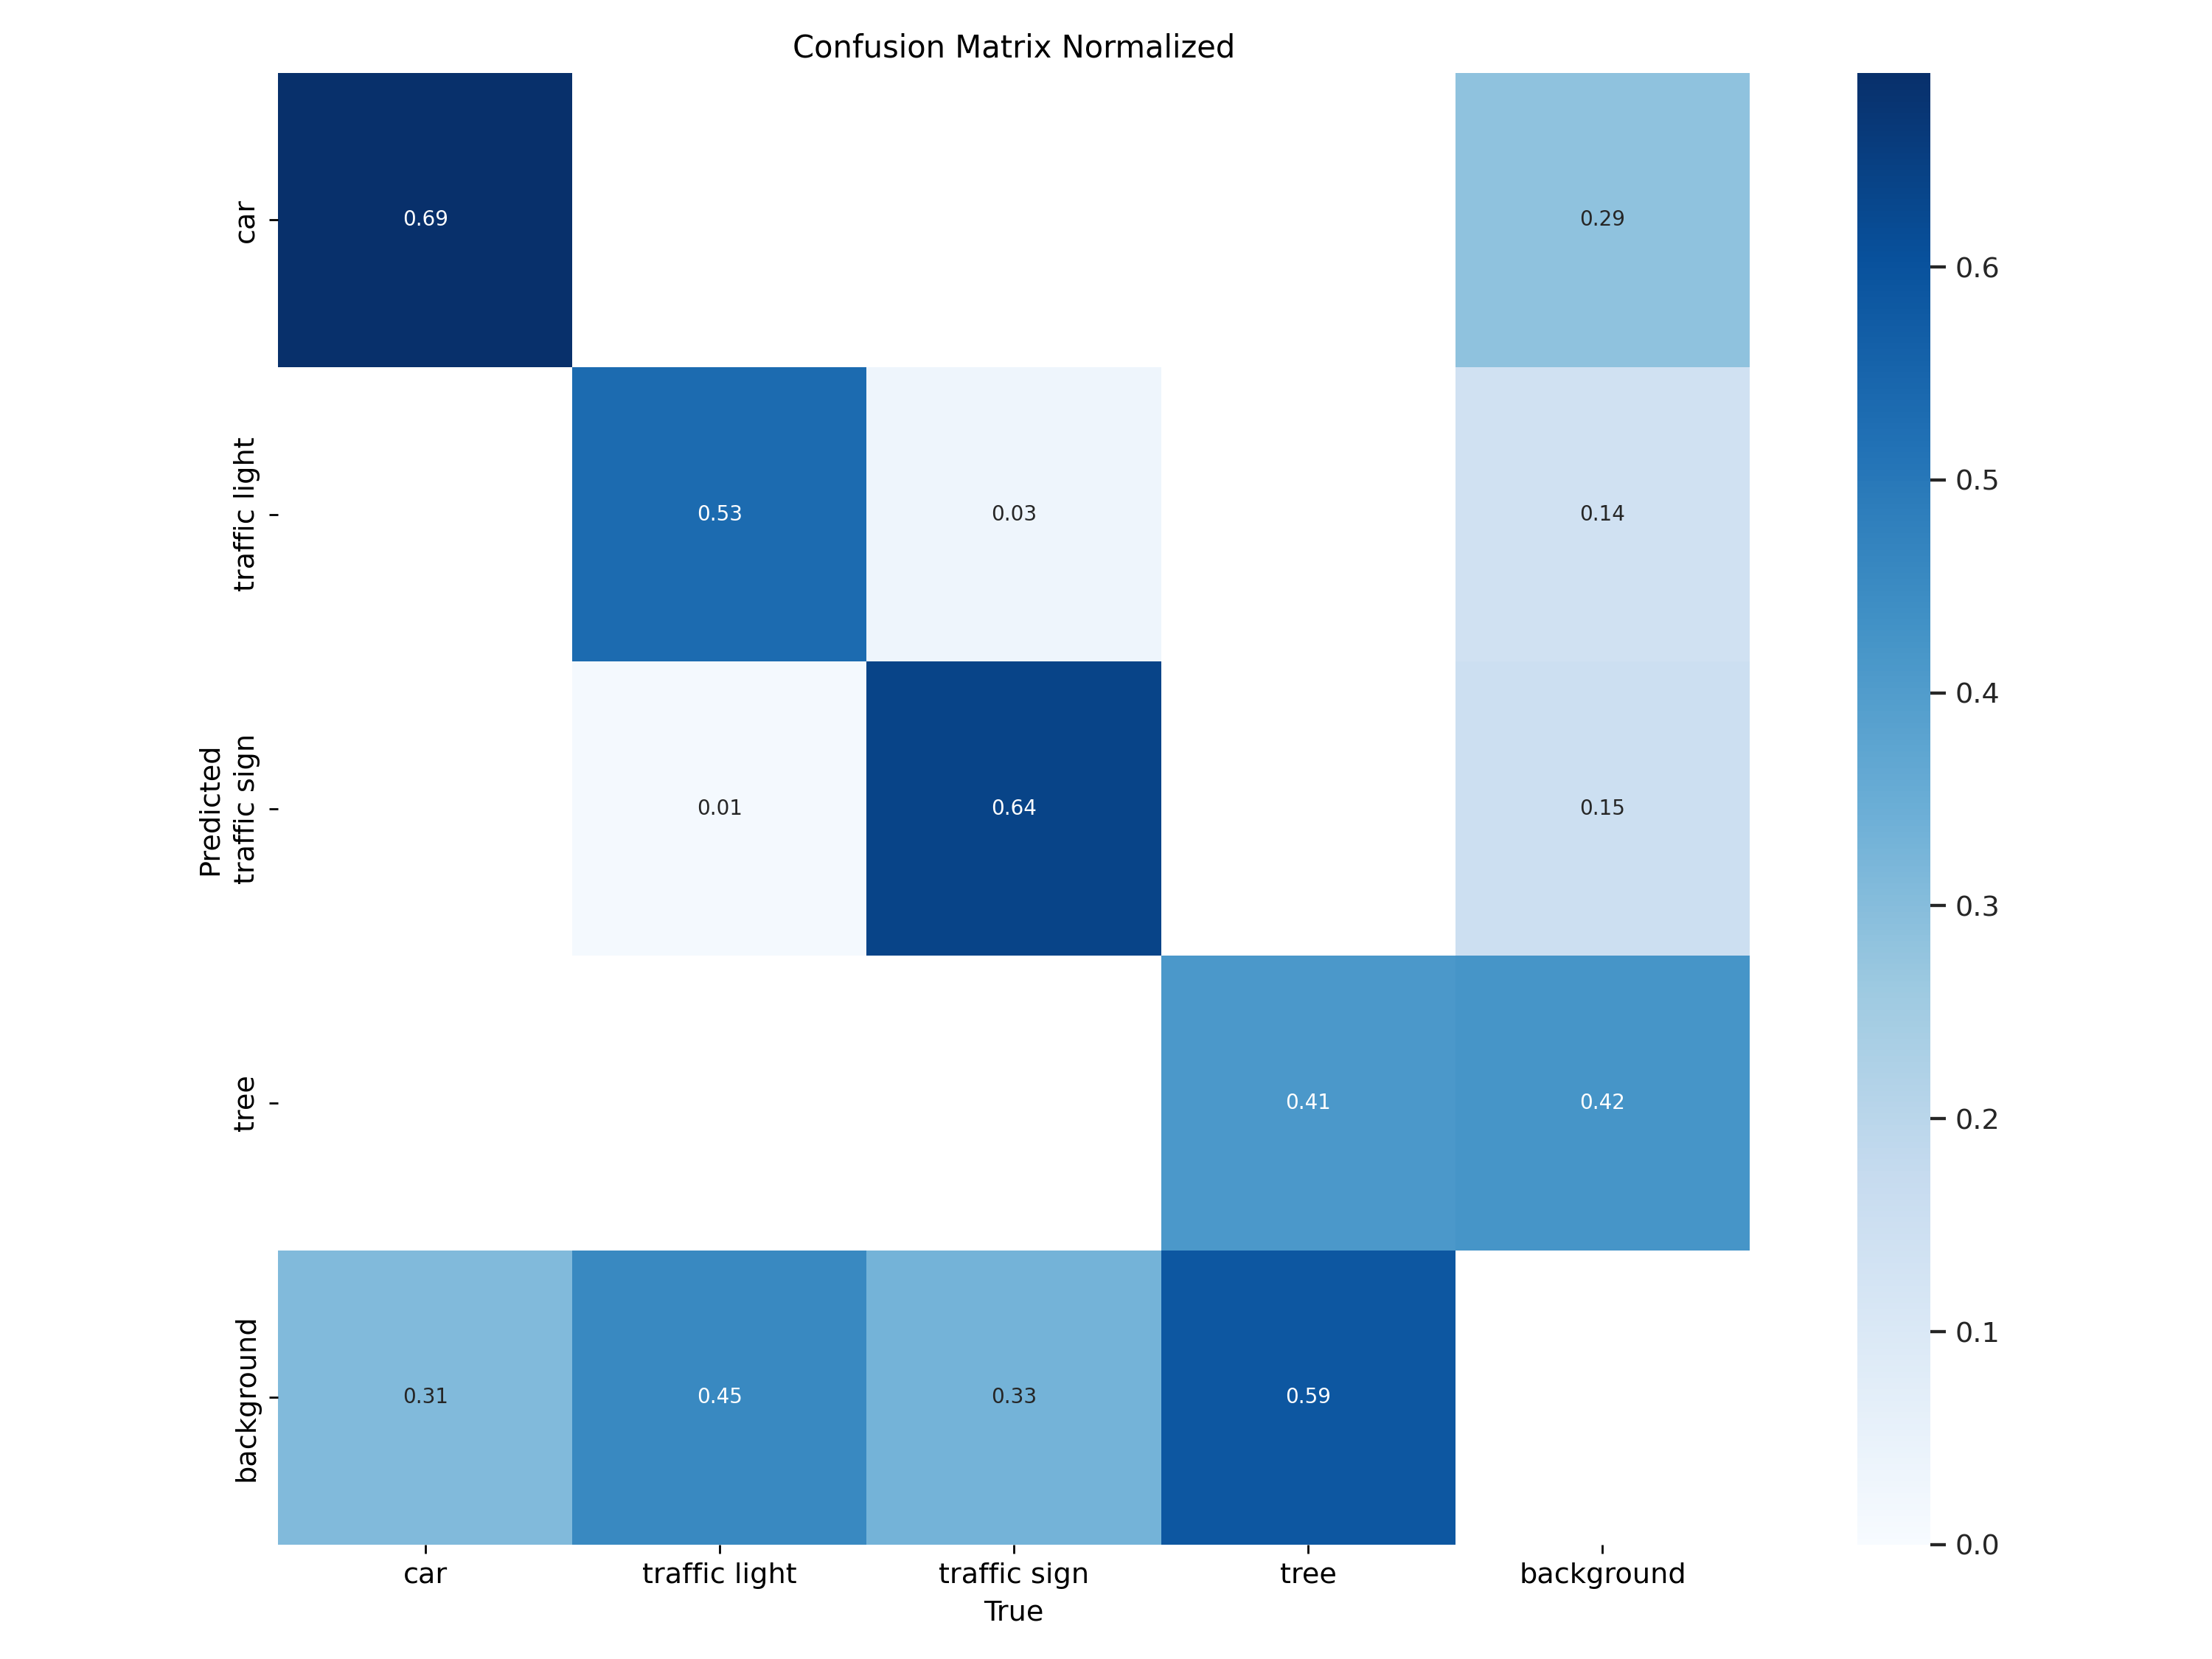 Confusion Matrix Normalized
car
0.69
0.29
traffic light
0.53
0.03
0.14
Predicted
traffic sign
0.01
0.64
0.15
tree
0.41
0.42
background
0.31
0.45
0.33
0.59
car
traffic light
traffic sign
tree
background
True
0.6
0.5
0.4
0.3
0.2
0.1
0.0